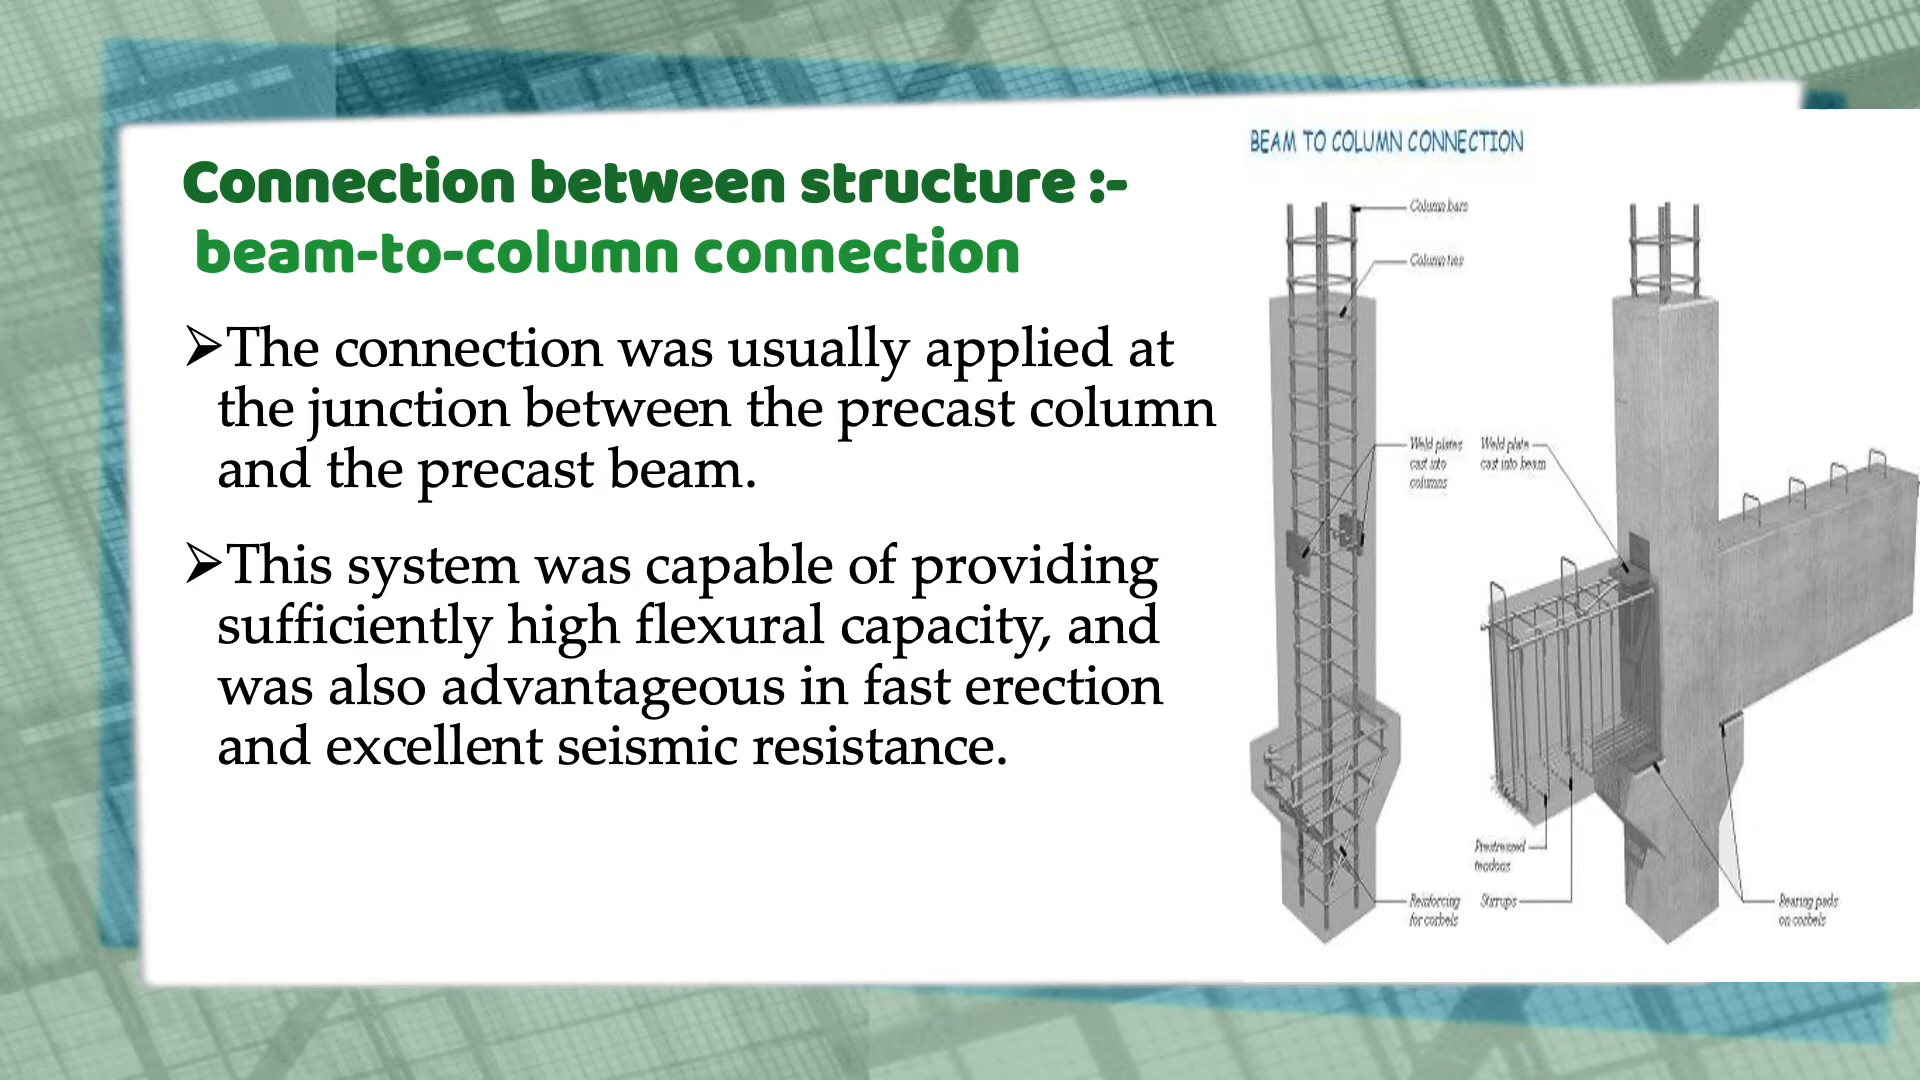 Connection between structure :-
beam-to-column connection
➢The connection was usually applied at
the junction between the precast column
and the precast beam.
➢This system was capable of providing
sufficiently high flexural capacity, and
was also advantageous in fast erection
and excellent seismic resistance.
BEAM TO COLUMN CONNECTION
Column bars
Column ties
Weld plates
cast into
columns
Weld plate
cast into beam
Prestressed
tendons
Stirrups
Reinforcing
for corbels
Bearing pads
on corbels